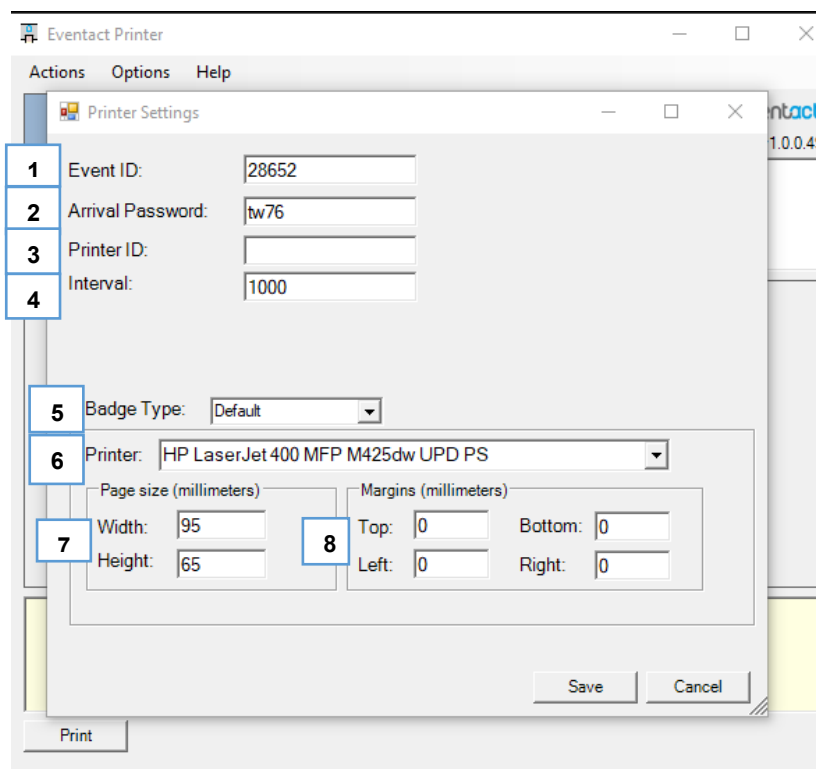 Eventact Printer
Actions Options Help
Printer Settings
ntact
1.0.0.4
1 Event ID: 28652
2 Arrival Password: tw76
3 Printer ID:
4 Interval: 1000
5 Badge Type: Default
6 Printer: HP LaserJet 400 MFP M425dw UPD PS
Page size (millimeters) Margins (millimeters)
7 Width: 95 8 Top: 0 Bottom: 0
Height: 65 Left: 0 Right: 0
Save Cancel
Print